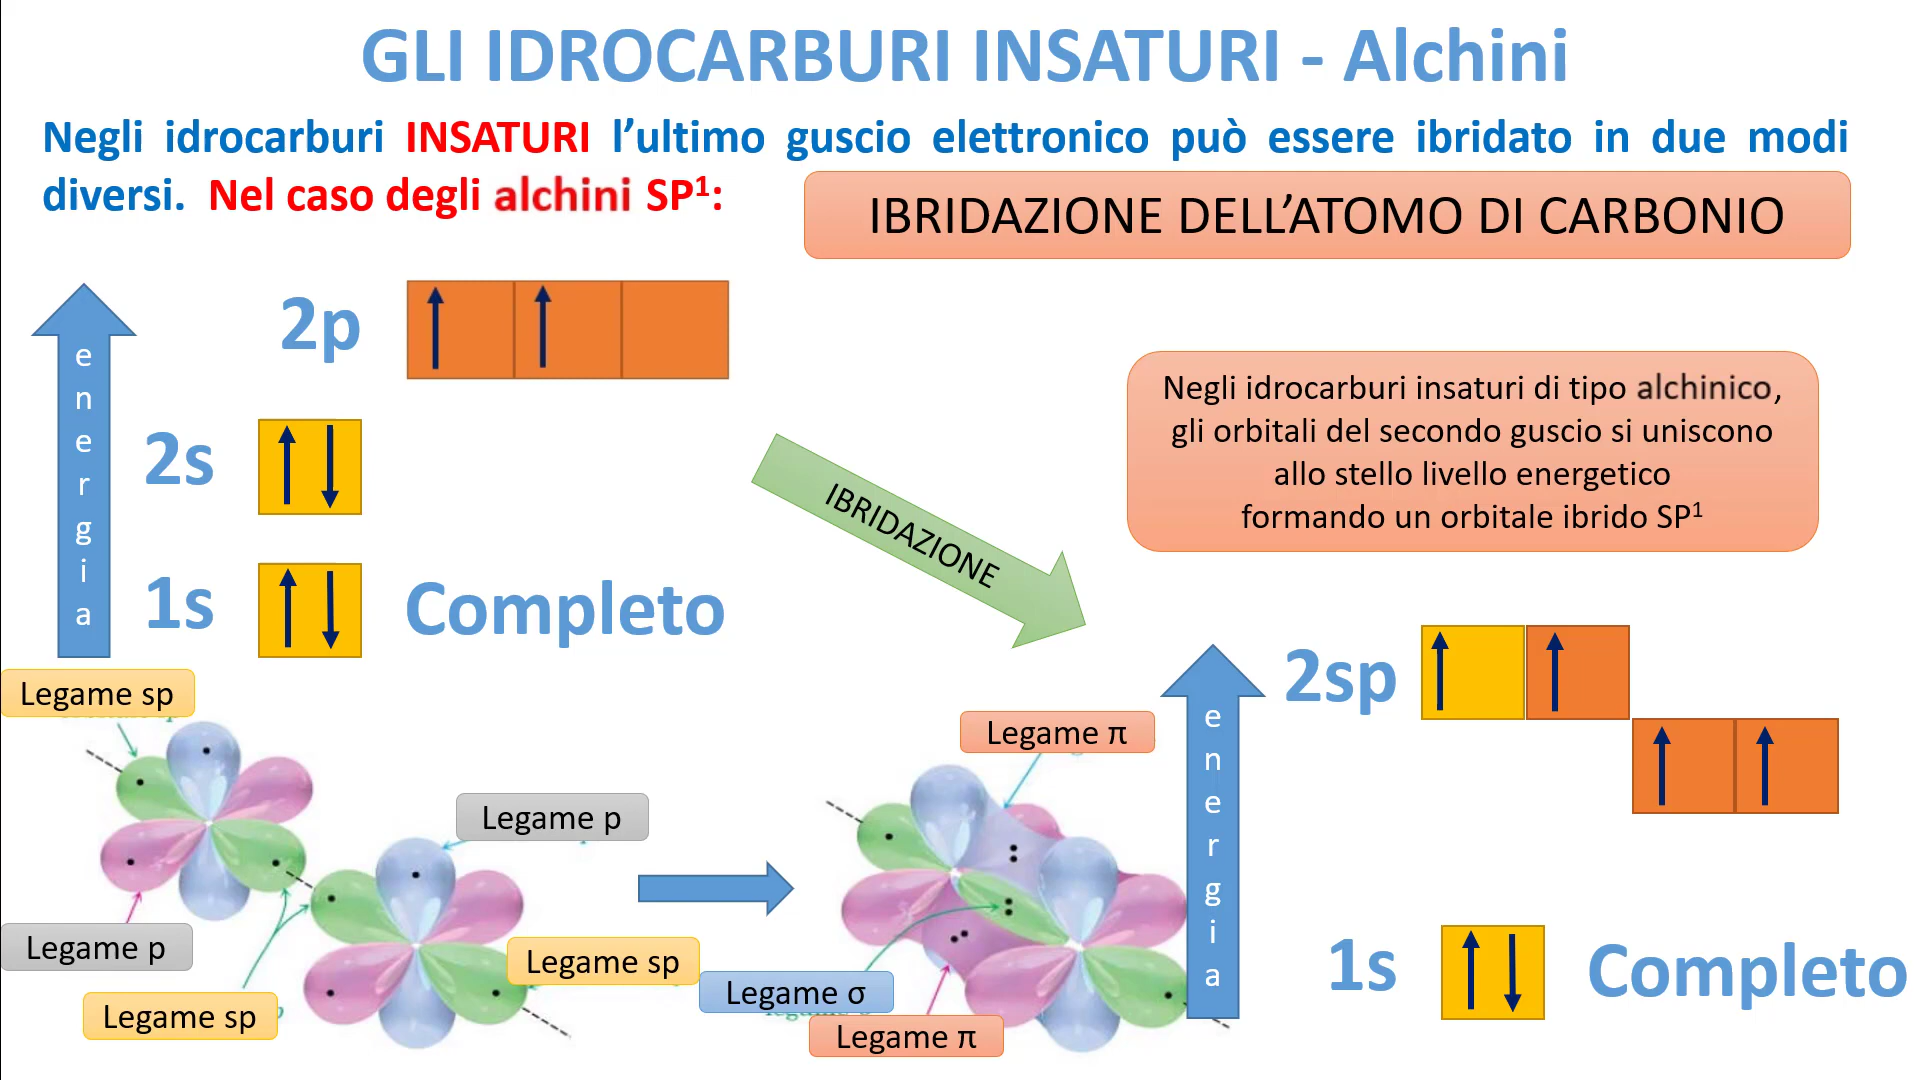 GLI IDROCARBURI INSATURI - Alchini
Negli idrocarburi INSATURI l’ultimo guscio elettronico può essere ibridato in due modi
diversi. Nel caso degli alchini SP¹:
IBRIDAZIONE DELL’ATOMO DI CARBONIO
energia
2p
2s
1s
Completo
IBRIDAZIONE
Negli idrocarburi insaturi di tipo alchinico,
gli orbitali del secondo guscio si uniscono
allo stello livello energetico
formando un orbitale ibrido SP¹
energia
2sp
1s
Completo
Legame sp
Legame p
Legame p
Legame sp
Legame sp
Legame π
Legame σ
Legame π